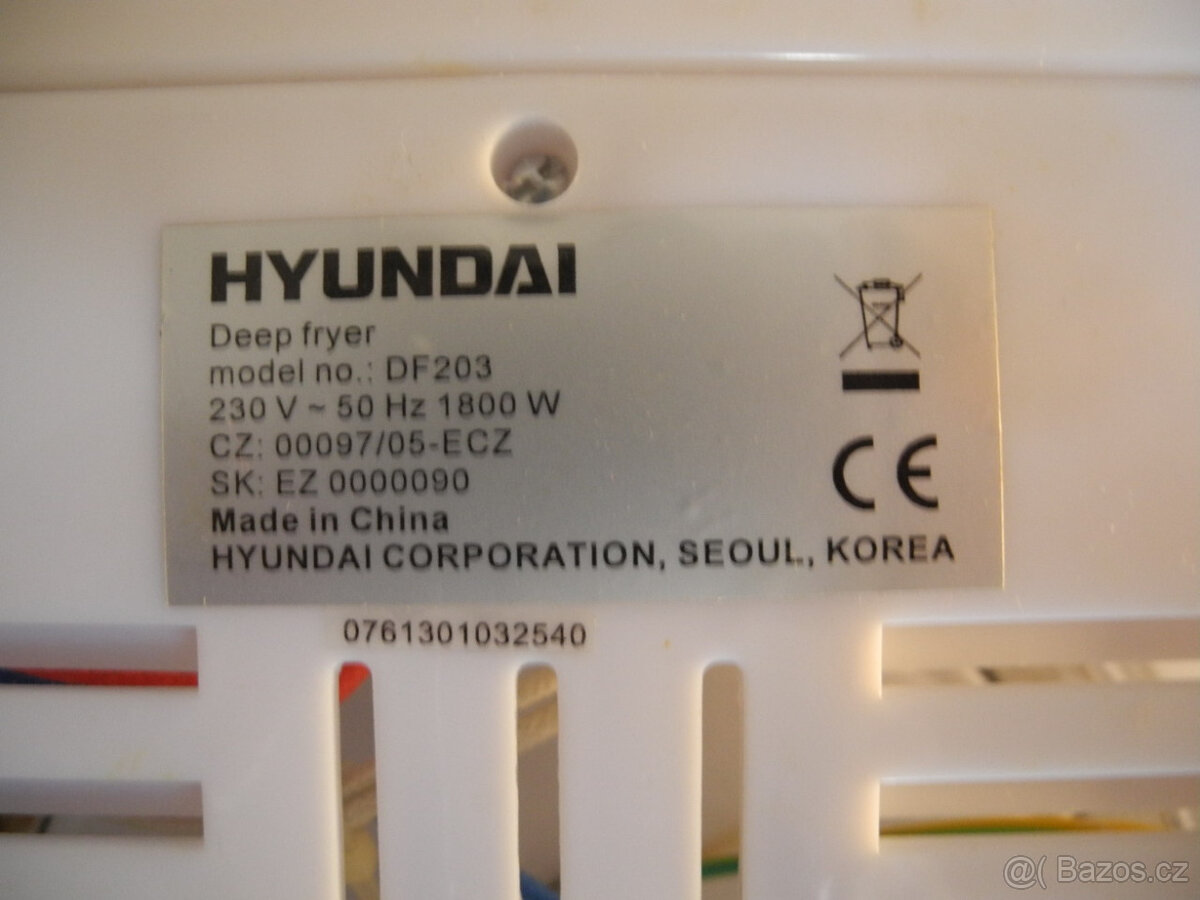 HYUNDAI
Deep fryer
model no.: DF203
230 V ~ 50 Hz 1800 W
CZ: 00097/05-ECZ
SK: EZ 0000090
Made in China
HYUNDAI CORPORATION, SEOUL, KOREA
CE
0761301032540
@( Bazos.cz